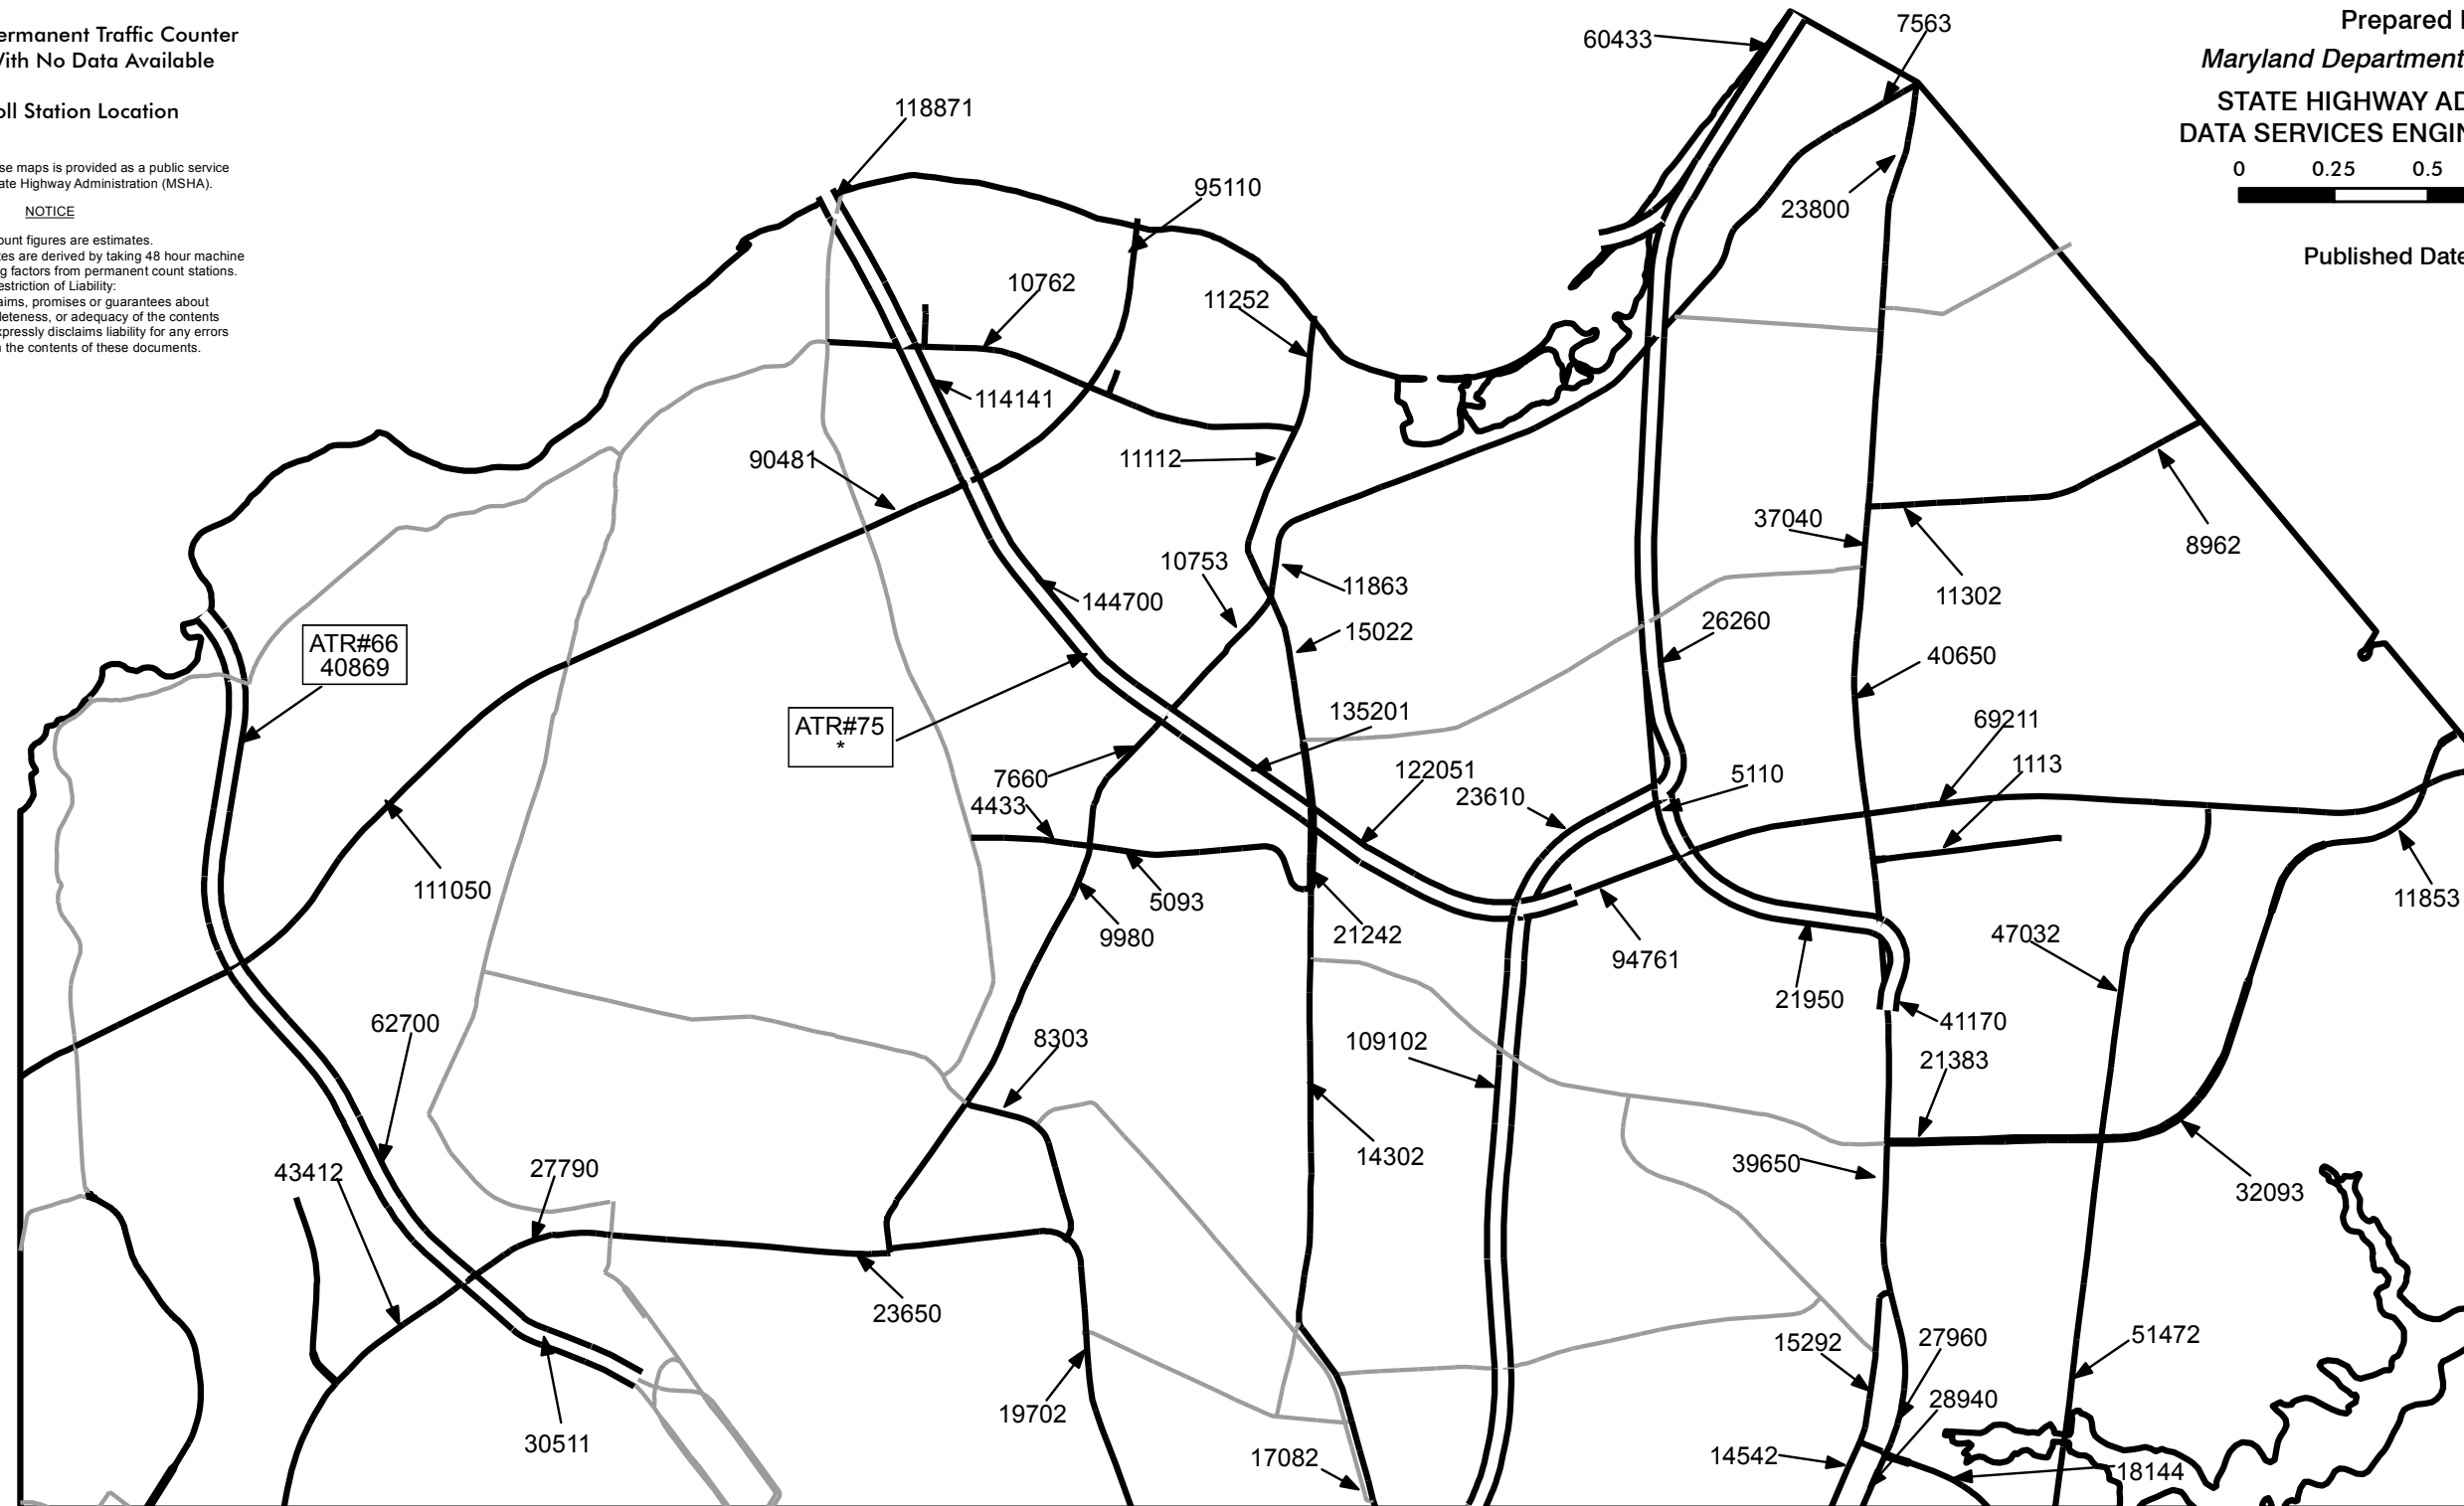 ermanent Traffic Counter
With No Data Available
oll Station Location
se maps is provided as a public service
ate Highway Administration (MSHA).
NOTICE
ount figures are estimates.
tes are derived by taking 48 hour machine
g factors from permanent count stations.
estriction of Liability:
aims, promises or guarantees about
leteness, or adequacy of the contents
xpressly disclaims liability for any errors
n the contents of these documents.
Prepared
Maryland Department
STATE HIGHWAY AD
DATA SERVICES ENGIN
0 0.25 0.5
Published Date
60433
7563
118871
95110
23800
10762
11252
114141
11112
90481
37040
8962
10753
11863
11302
144700
15022
26260
ATR#66
40869
40650
ATR#75
*
135201
69211
7660
122051
23610
5110
1113
4433
111050
5093
11853
9980
21242
94761
47032
21950
62700
8303
109102
41170
21383
14302
39650
43412
27790
32093
23650
15292
27960
51472
28940
19702
30511
17082
14542
18144